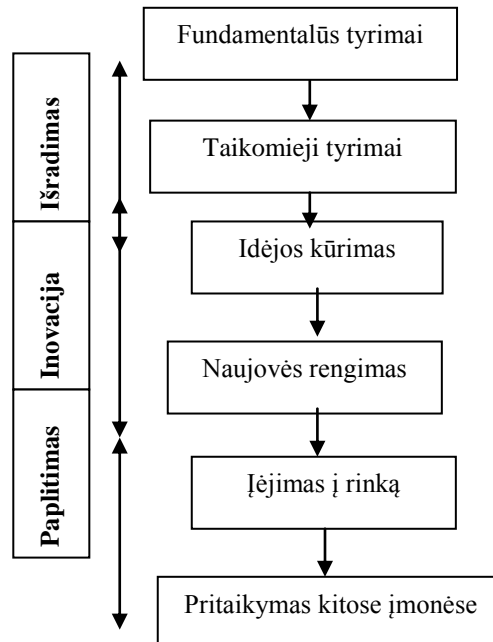 Fundamentalūs tyrimai
Išradimas
Taikomieji tyrimai
Idėjos kūrimas
Inovacija
Naujovės rengimas
Paplitimas
Įėjimas į rinką
Pritaikymas kitose įmonėse